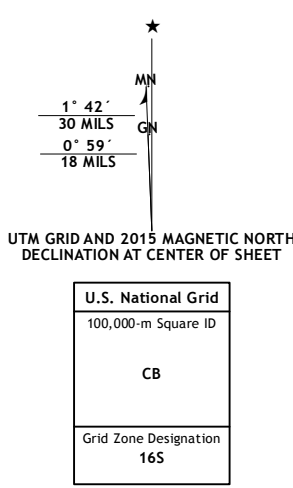 ★
MN
1° 42´
30 MILS
GN
0° 59´
18 MILS
UTM GRID AND 2015 MAGNETIC NORTH
DECLINATION AT CENTER OF SHEET
U.S. National Grid
100,000-m Square ID
CB
Grid Zone Designation
16S